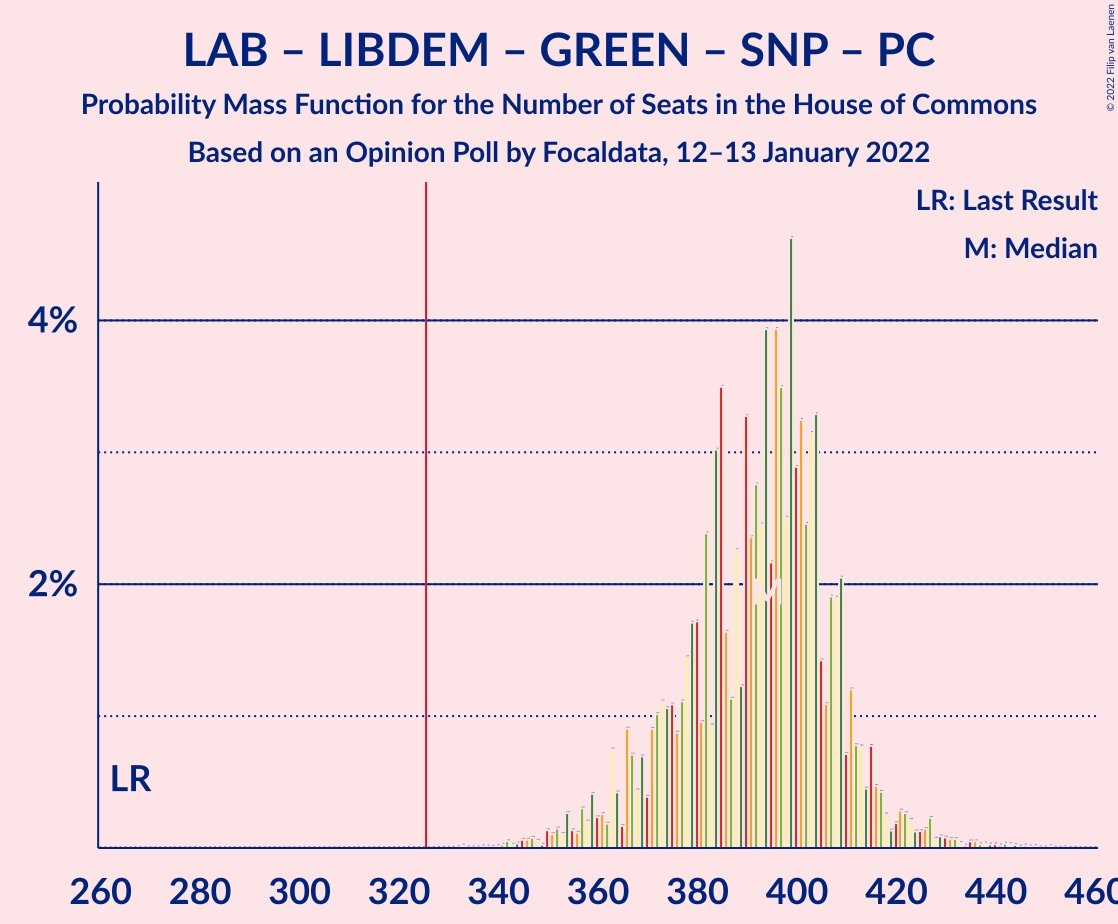 LAB – LIBDEM – GREEN – SNP – PC
Probability Mass Function for the Number of Seats in the House of Commons
Based on an Opinion Poll by Focaldata, 12–13 January 2022
© 2022 Filip van Laenen
LR: Last Result
M: Median
4%
2%
M
LR
260 280 300 320 340 360 380 400 420 440 460